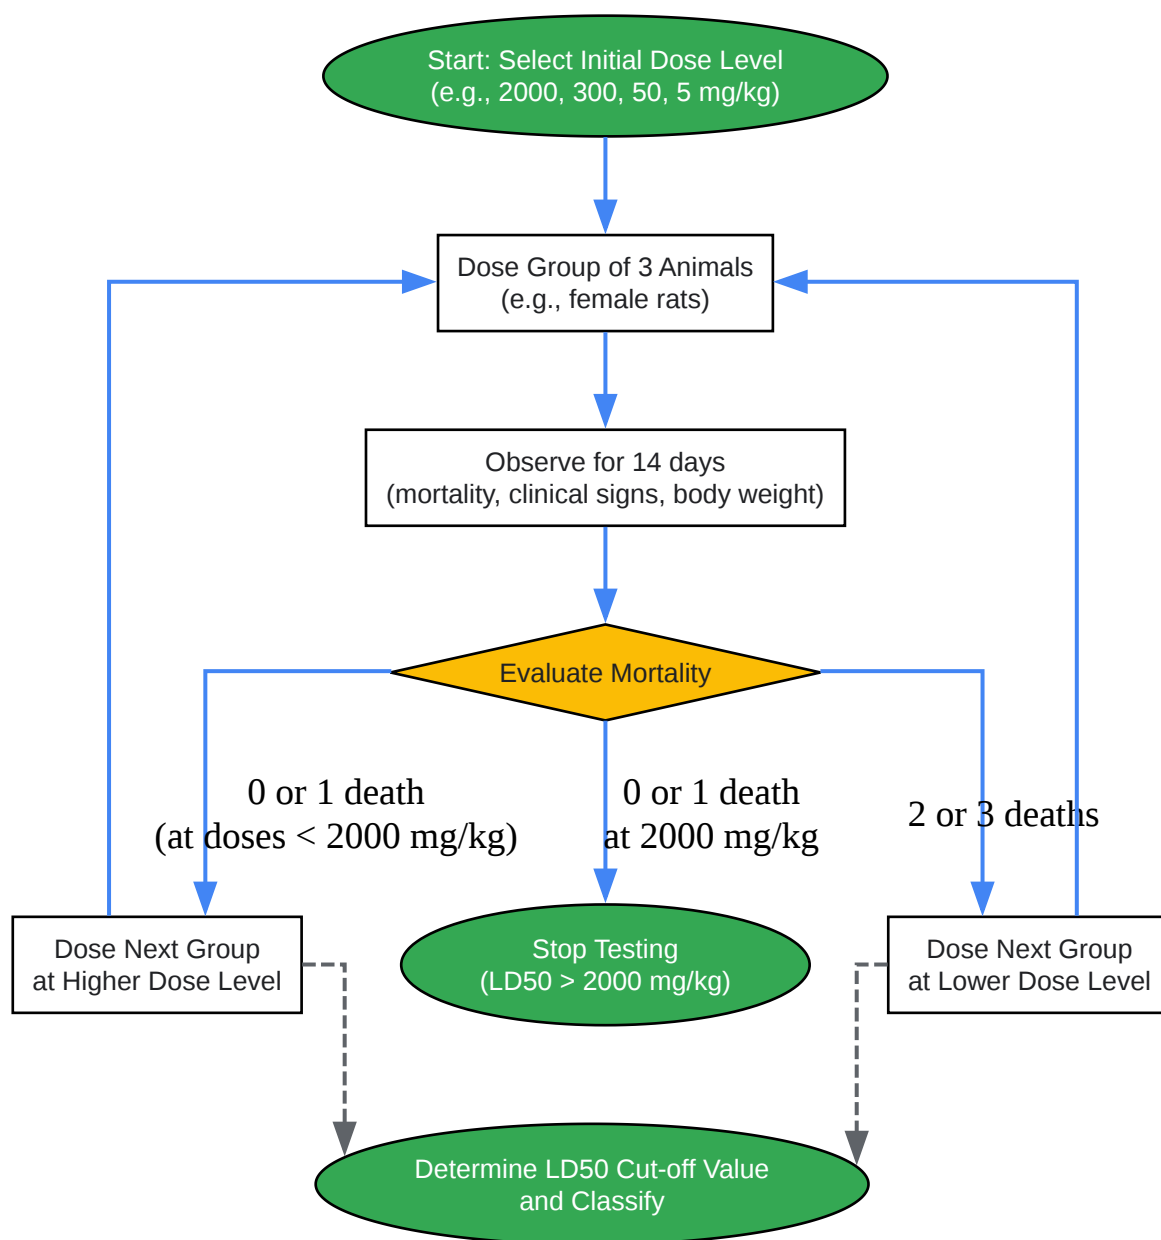 Start: Select Initial Dose Level
(e.g., 2000, 300, 50, 5 mg/kg)
Dose Group of 3 Animals
(e.g., female rats)
Observe for 14 days
(mortality, clinical signs, body weight)
Evaluate Mortality
0 or 1 death
(at doses < 2000 mg/kg)
0 or 1 death
at 2000 mg/kg
2 or 3 deaths
Dose Next Group
at Higher Dose Level
Stop Testing
(LD50 > 2000 mg/kg)
Dose Next Group
at Lower Dose Level
Determine LD50 Cut-off Value
and Classify